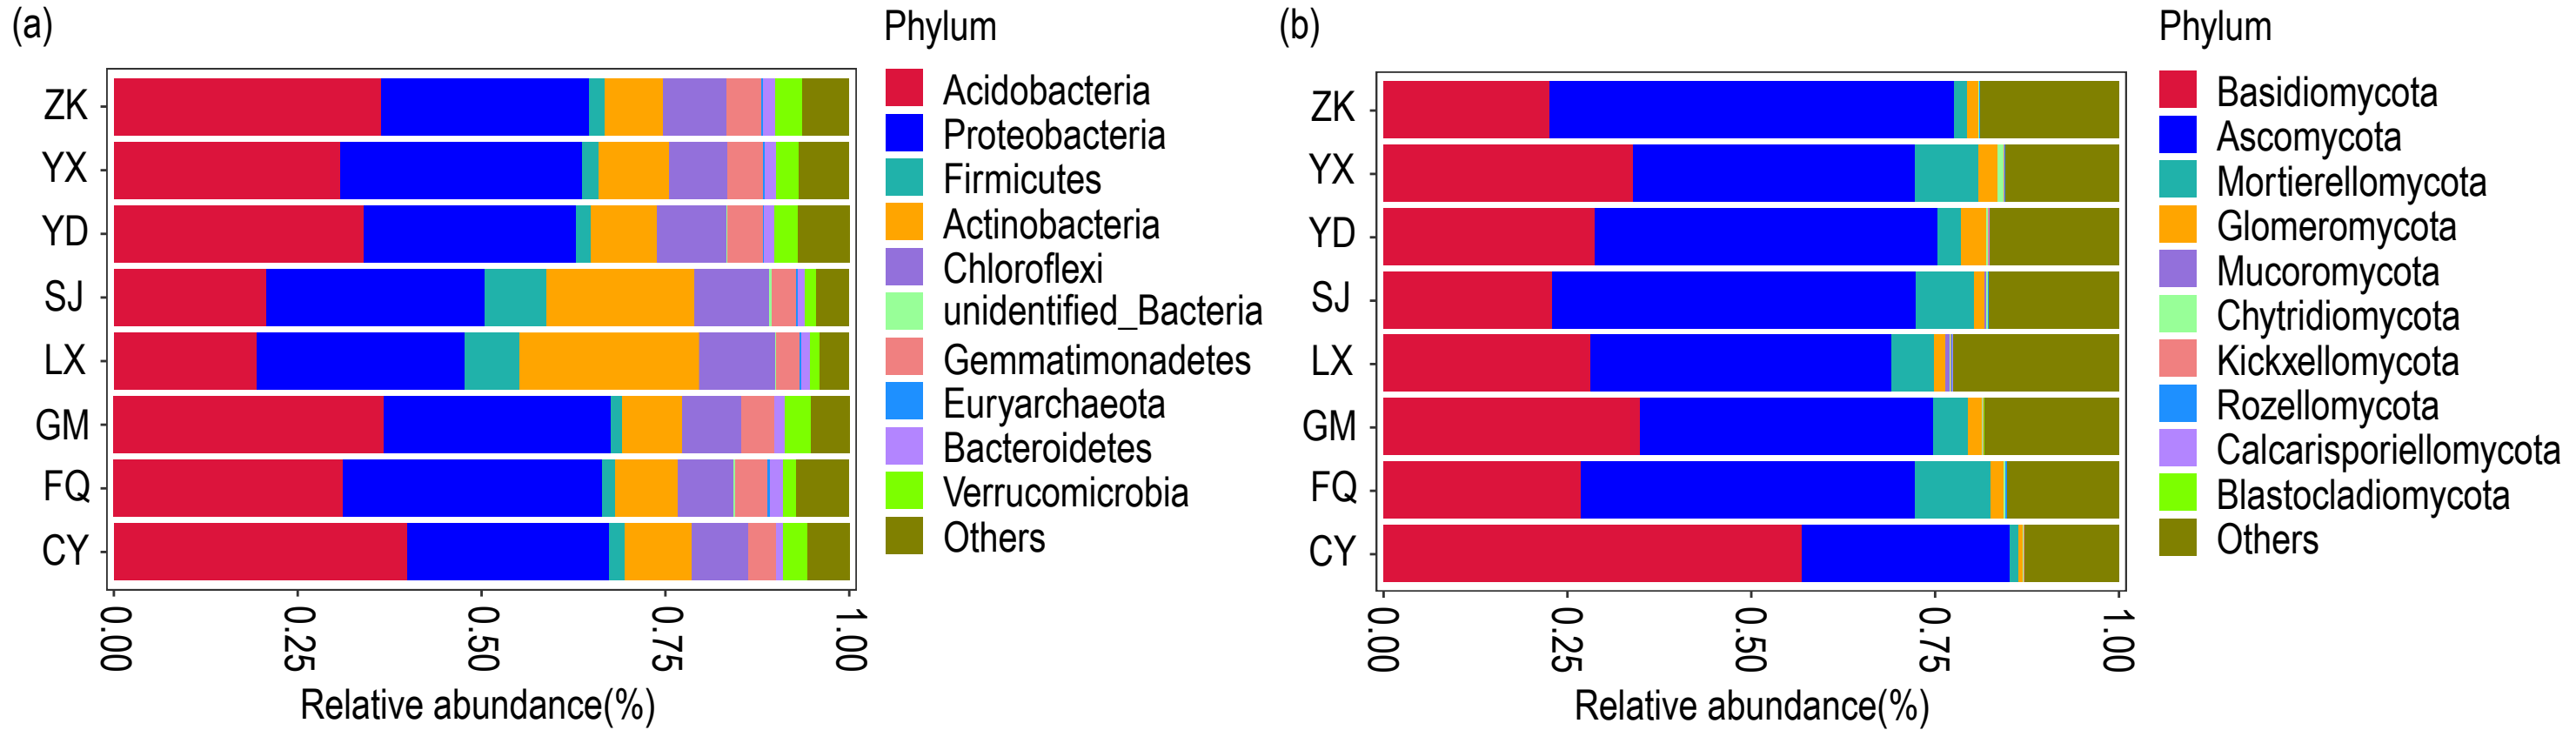 (a)
Phylum
ZK
YX
YD
SJ
LX
GM
FQ
CY
0.00
0.25
0.50
0.75
1.00
Relative abundance(%)
Acidobacteria
Proteobacteria
Firmicutes
Actinobacteria
Chloroflexi
unidentified_Bacteria
Gemmatimonadetes
Euryarchaeota
Bacteroidetes
Verrucomicrobia
Others
(b)
Phylum
ZK
YX
YD
SJ
LX
GM
FQ
CY
0.00
0.25
0.50
0.75
1.00
Relative abundance(%)
Basidiomycota
Ascomycota
Mortierellomycota
Glomeromycota
Mucoromycota
Chytridiomycota
Kickxellomycota
Rozellomycota
Calcarisporiellomycota
Blastocladiomycota
Others